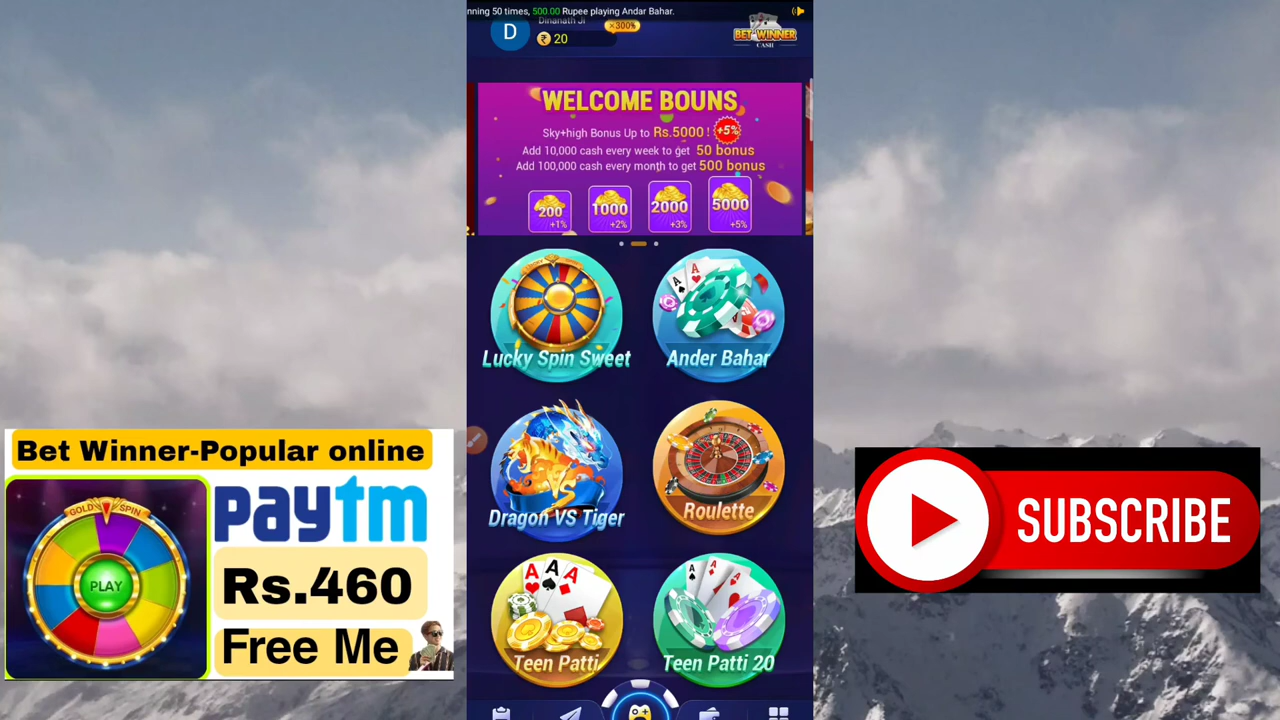 nning 50 times, 500.00 Rupee playing Andar Bahar.
Dinanath Ji
D
×300%
20
BET WINNER
CASH
WELCOME BOUNS
Sky+high Bonus Up to Rs.5000 ! +5%
Add 10,000 cash every week to get 50 bonus
Add 100,000 cash every month to get 500 bonus
200 1000 2000 5000
+1% +2% +3% +5%
Lucky Spin Sweet
Ander Bahar
Dragon VS Tiger
Roulette
Teen Patti
Teen Patti 20
Bet Winner-Popular online
GOLD SPIN
PLAY
paytm
Rs.460
Free Me
SUBSCRIBE